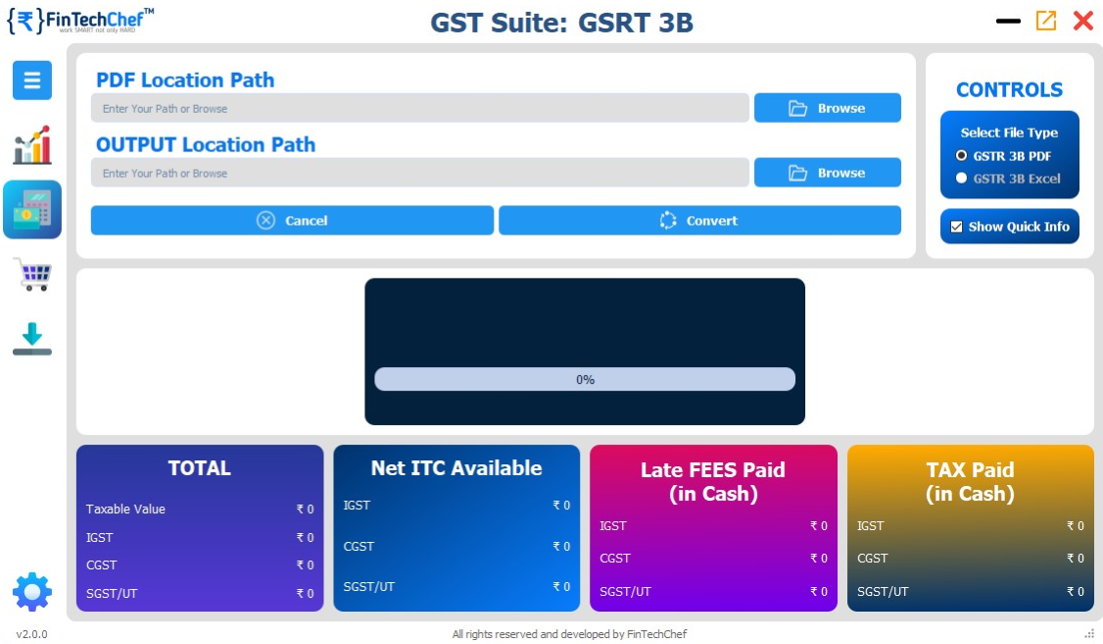 {₹}FinTechChef™
work SMART not only HARD
GST Suite: GSRT 3B
PDF Location Path
Enter Your Path or Browse
Browse
OUTPUT Location Path
Enter Your Path or Browse
Browse
Cancel
Convert
CONTROLS
Select File Type
GSTR 3B PDF
GSTR 3B Excel
Show Quick Info
0%
TOTAL
Taxable Value ₹ 0
IGST ₹ 0
CGST ₹ 0
SGST/UT ₹ 0
Net ITC Available
IGST ₹ 0
CGST ₹ 0
SGST/UT ₹ 0
Late FEES Paid
(in Cash)
IGST ₹ 0
CGST ₹ 0
SGST/UT ₹ 0
TAX Paid
(in Cash)
IGST ₹ 0
CGST ₹ 0
SGST/UT ₹ 0
v2.0.0
All rights reserved and developed by FinTechChef